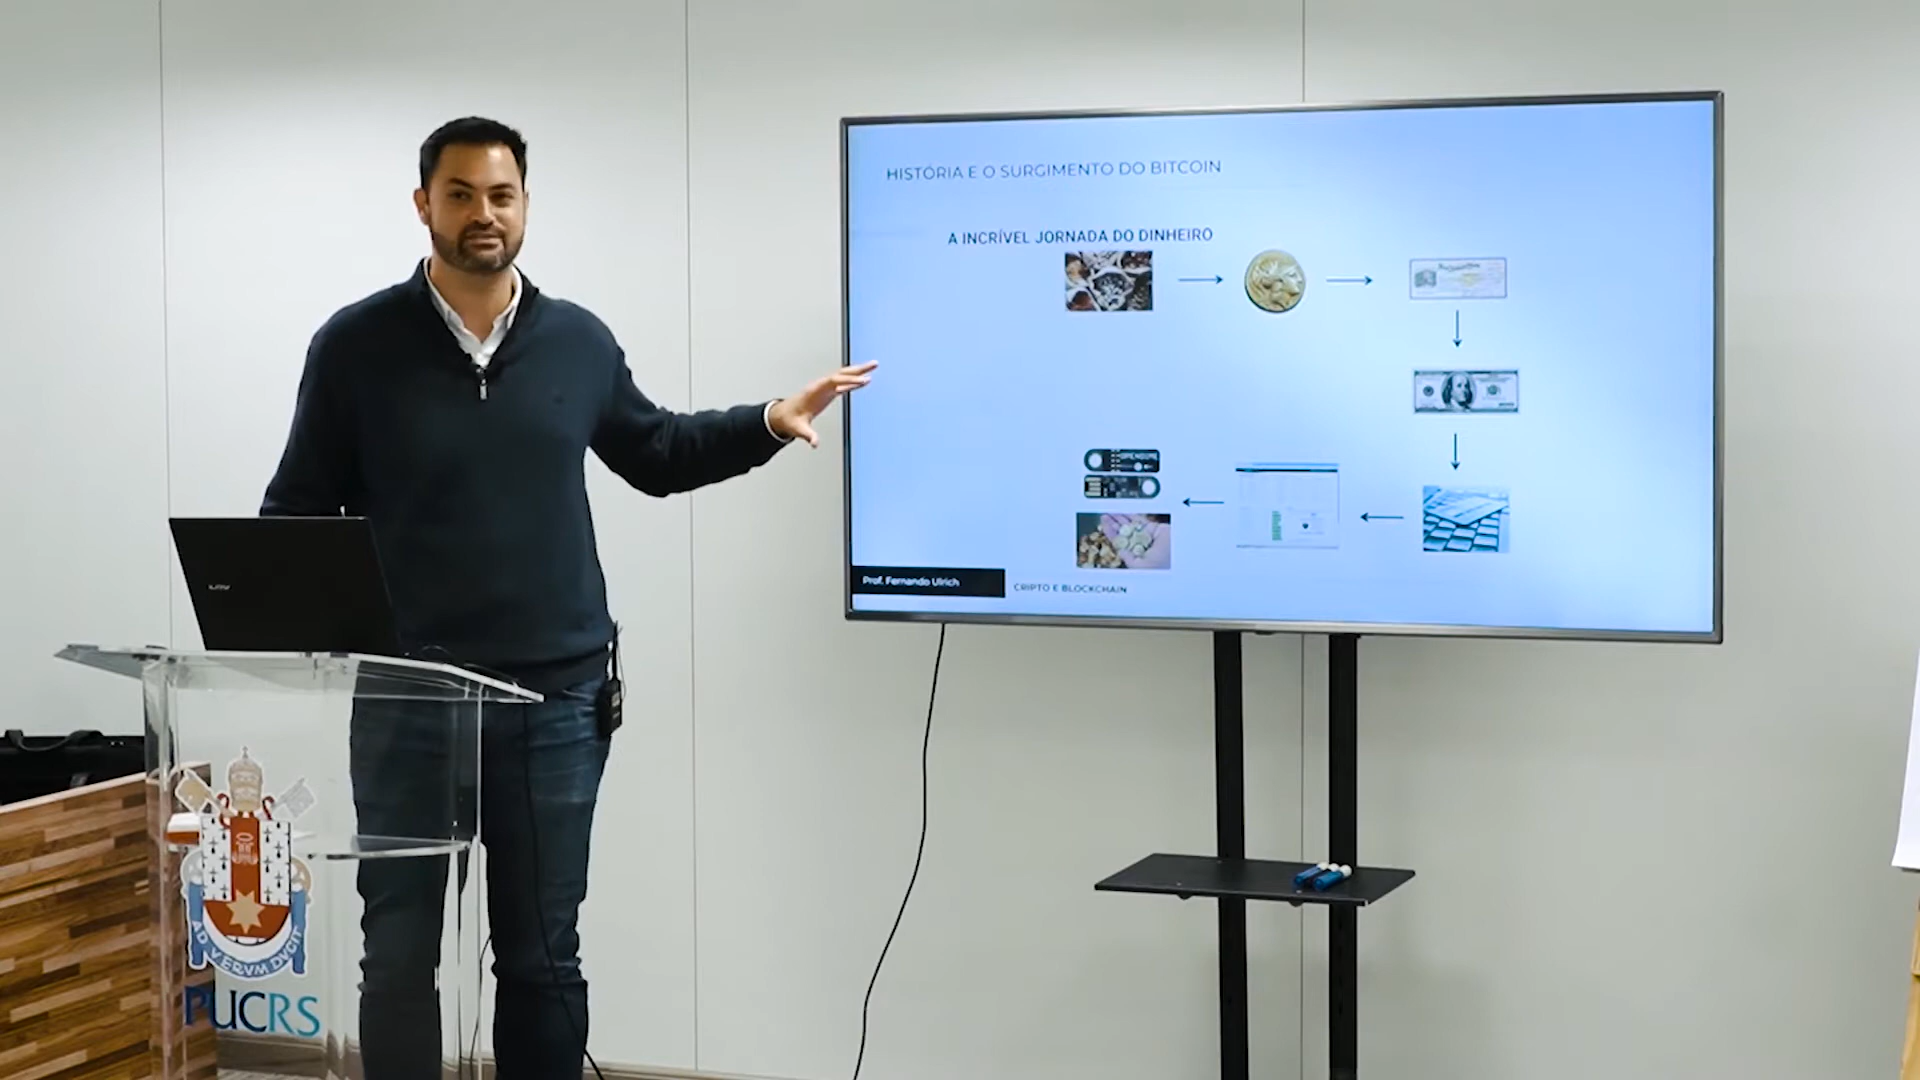 HISTÓRIA E O SURGIMENTO DO BITCOIN
A INCRÍVEL JORNADA DO DINHEIRO
Prof. Fernando Ulrich
CRIPTO E BLOCKCHAIN
AD VERVM DVCIT
PUCRS